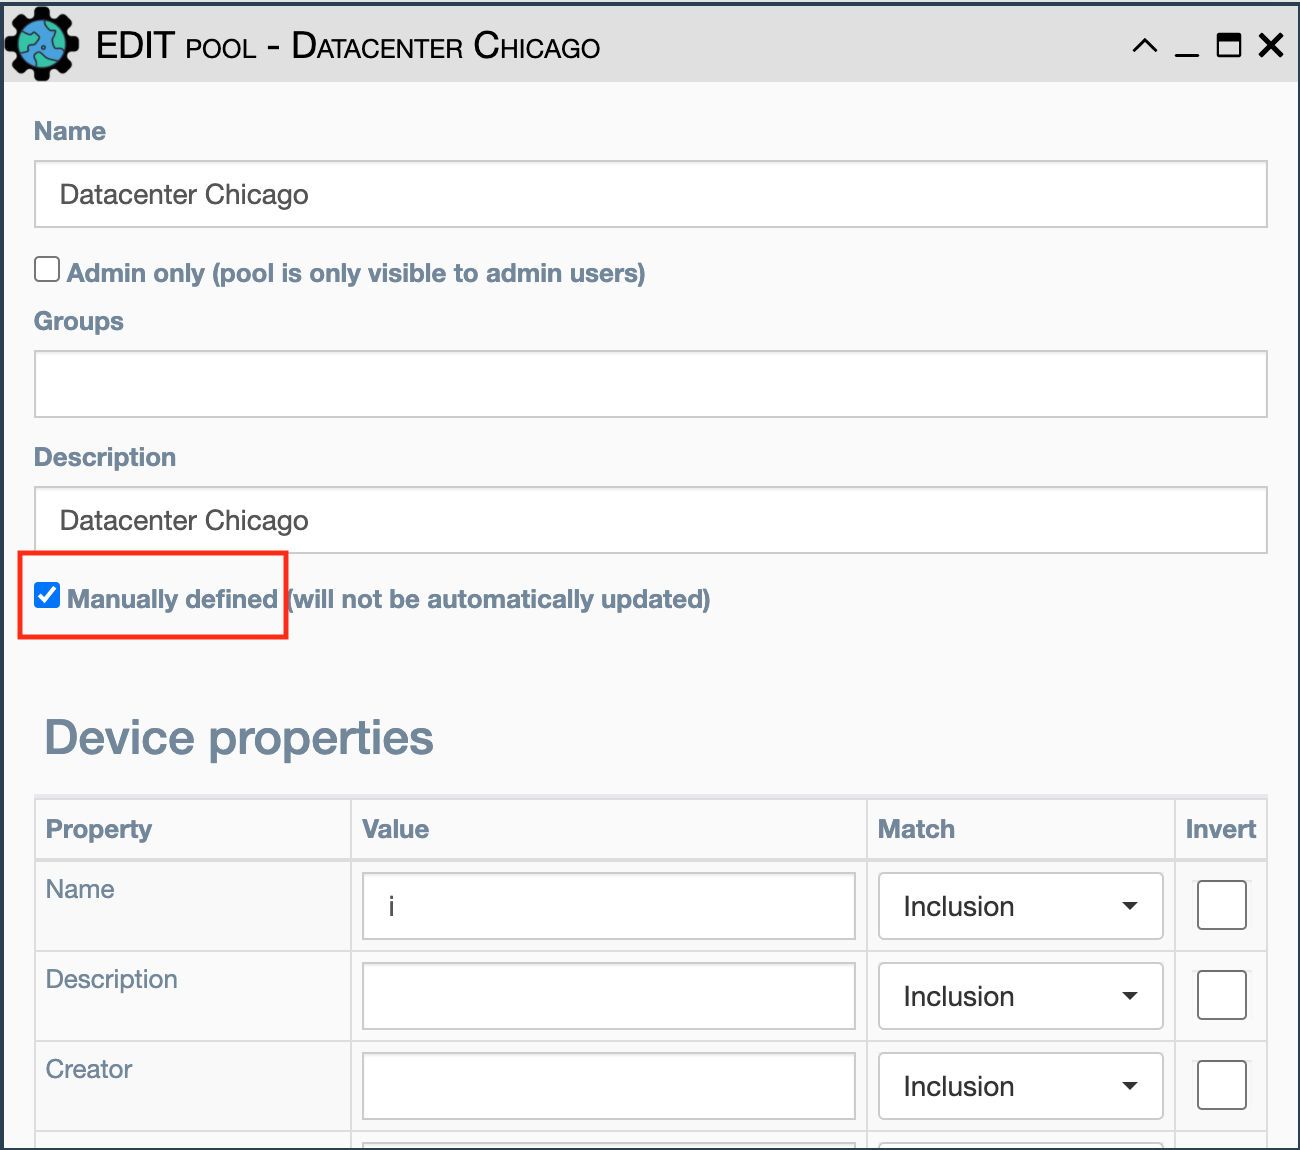 EDIT pool - Datacenter Chicago
Name
Datacenter Chicago
Admin only (pool is only visible to admin users)
Groups
Description
Datacenter Chicago
Manually defined (will not be automatically updated)
Device properties
Property Value Match Invert
Name i Inclusion
Description Inclusion
Creator Inclusion